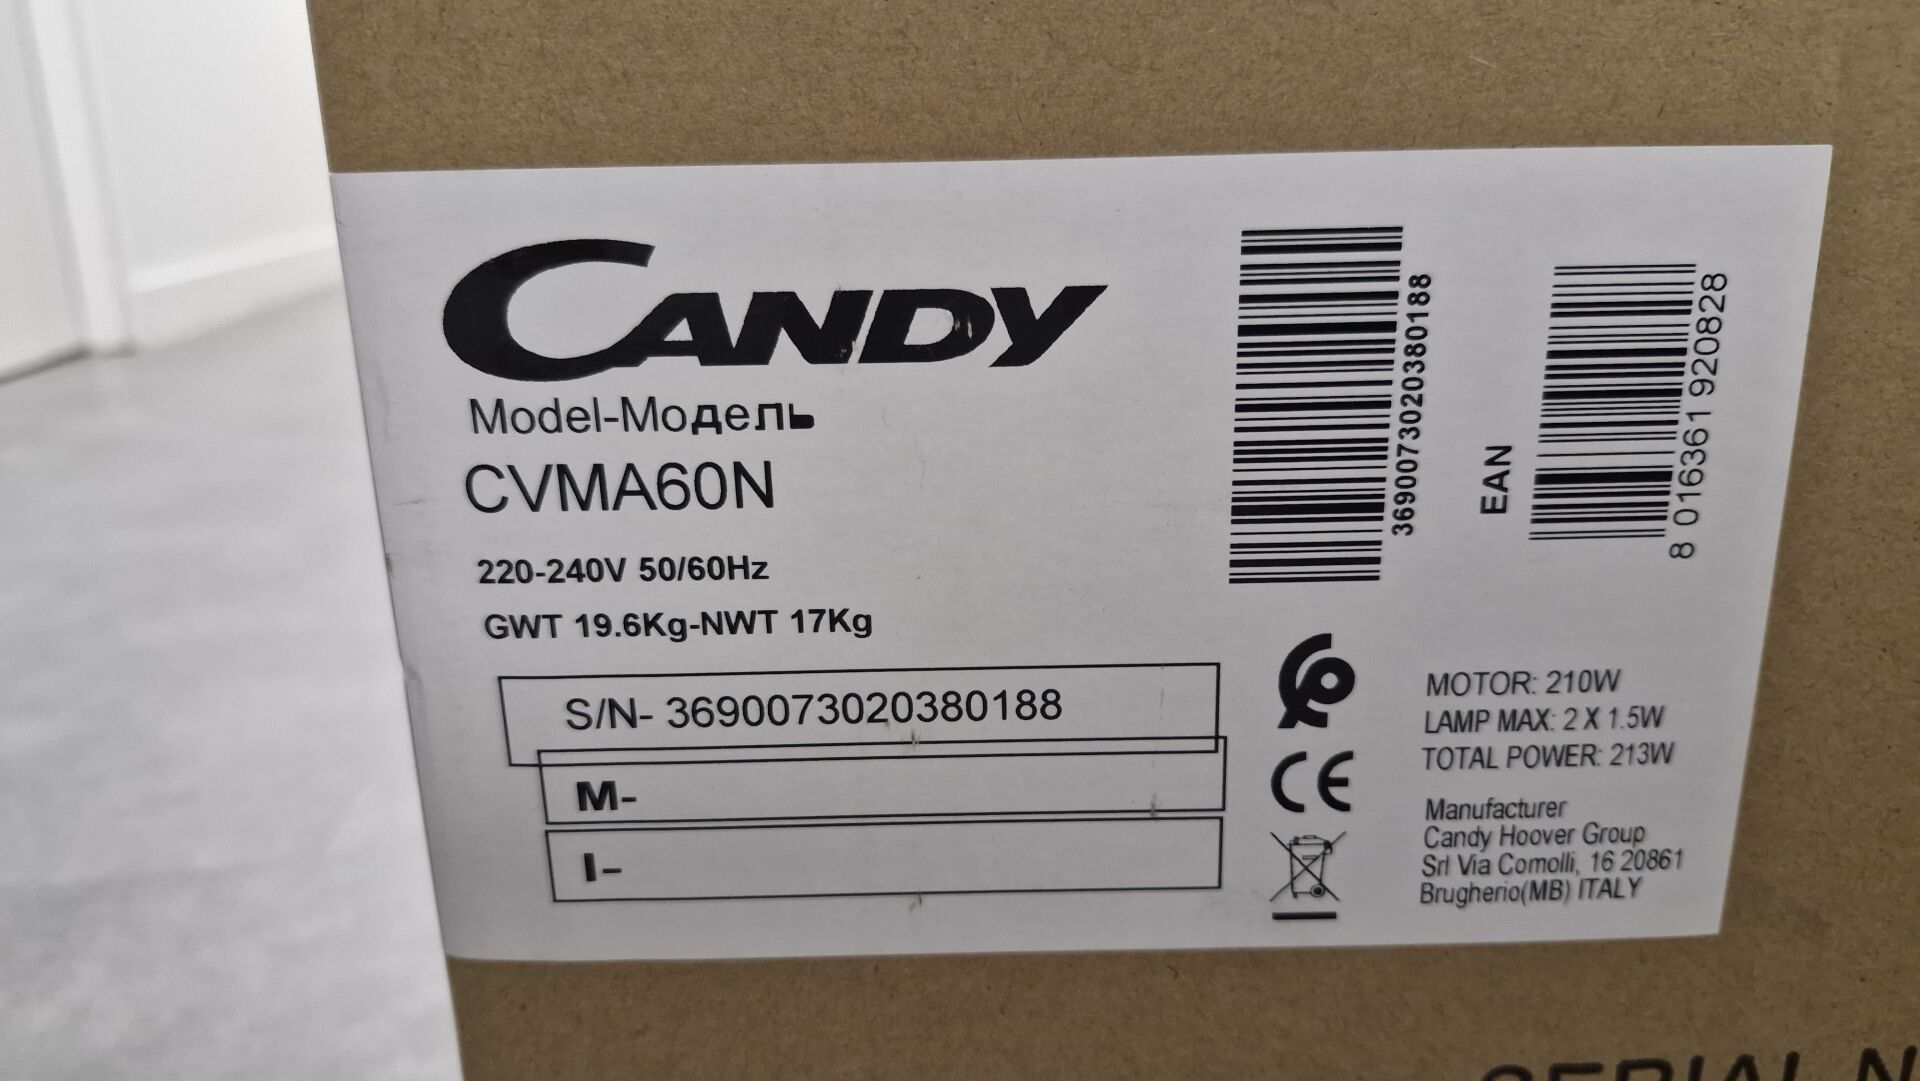 CANDY
Model-Модель
CVMA60N
220-240V 50/60Hz
GWT 19.6Kg-NWT 17Kg
S/N- 3690073020380188
M-
I-
3690073020380188
EAN
8 016361 920828
CE
MOTOR: 210W
LAMP MAX: 2 X 1.5W
TOTAL POWER: 213W
Manufacturer
Candy Hoover Group
Srl Via Comolli, 16 20861
Brugherio(MB) ITALY
SERIAL N